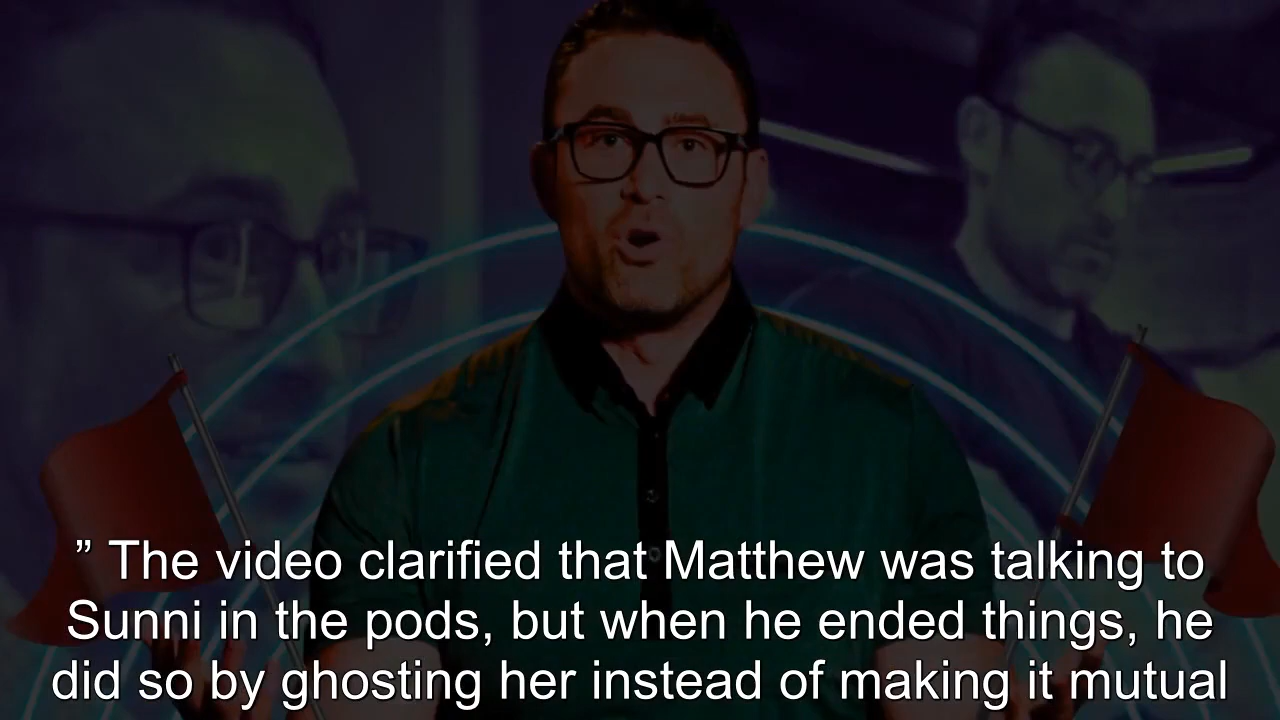 ” The video clarified that Matthew was talking to
Sunni in the pods, but when he ended things, he
did so by ghosting her instead of making it mutual